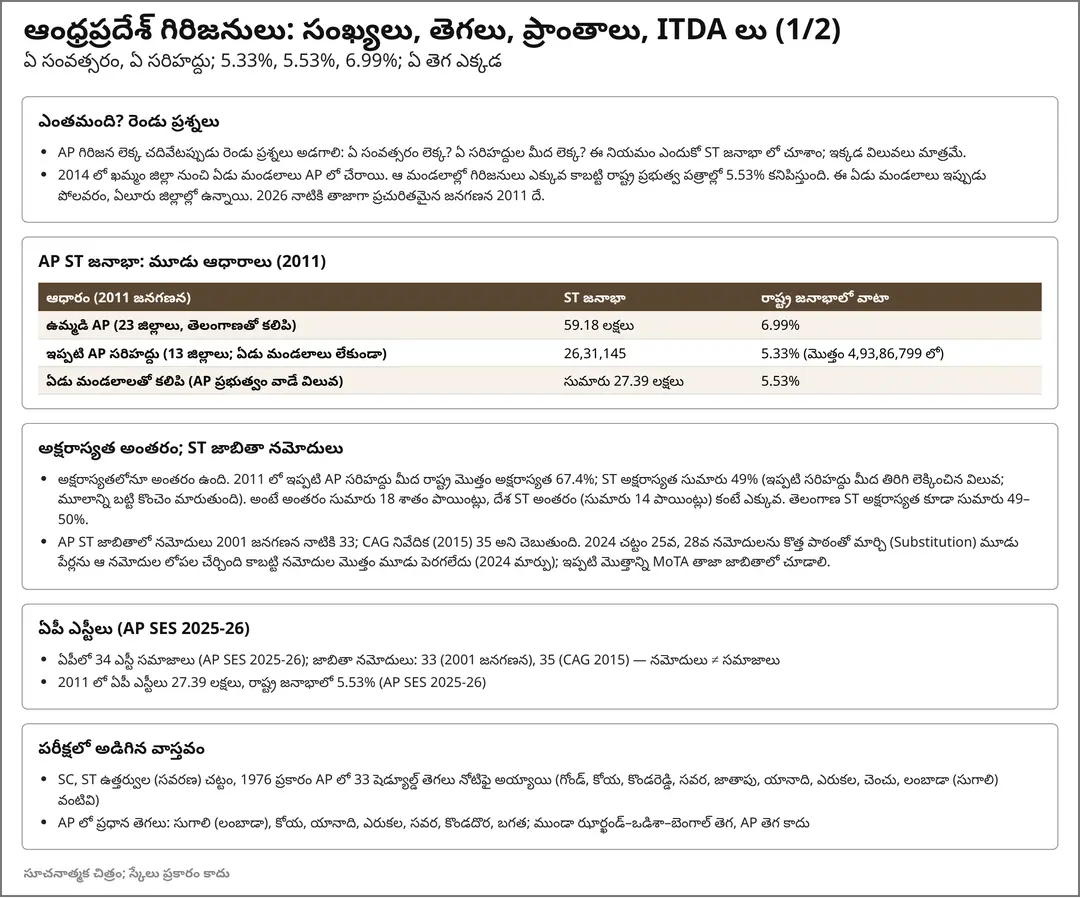 ఆంధ్రప్రదేశ్ గిరిజనులు: సంఖ్యలు, తెగలు, ప్రాంతాలు, ITDA లు (1/2)
ఏ సంవత్సరం, ఏ సరిహద్దు; 5.33%, 5.53%, 6.99%; ఏ తెగ ఎక్కడ
ఎంతమంది? రెండు ప్రశ్నలు
• AP గిరిజన లెక్క చదివేటప్పుడు రెండు ప్రశ్నలు అడగాలి: ఏ సంవత్సరం లెక్క? ఏ సరిహద్దుల మీద లెక్క? ఈ నియమం ఎందుకో ST జనాభా లో చూశాం; ఇక్కడ విలువలు మాత్రమే.
• 2014 లో ఖమ్మం జిల్లా నుంచి ఏడు మండలాలు AP లో చేరాయి. ఆ మండలాల్లో గిరిజనులు ఎక్కువ కాబట్టి రాష్ట్ర ప్రభుత్వ పత్రాల్లో 5.53% కనిపిస్తుంది. ఈ ఏడు మండలాలు ఇప్పుడు
పోలవరం, ఏలూరు జిల్లాల్లో ఉన్నాయి. 2026 నాటికి తాజాగా ప్రచురితమైన జనగణన 2011 దే.
AP ST జనాభా: మూడు ఆధారాలు (2011)
ఆధారం (2011 జనగణన) ST జనాభా రాష్ట్ర జనాభాలో వాటా
ఉమ్మడి AP (23 జిల్లాలు, తెలంగాణతో కలిపి) 59.18 లక్షలు 6.99%
ఇప్పటి AP సరిహద్దు (13 జిల్లాలు; ఏడు మండలాలు లేకుండా) 26,31,145 5.33% (మొత్తం 4,93,86,799 లో)
ఏడు మండలాలతో కలిపి (AP ప్రభుత్వం వాడే విలువ) సుమారు 27.39 లక్షలు 5.53%
అక్షరాస్యత అంతరం; ST జాబితా నమోదులు
• అక్షరాస్యతలోనూ అంతరం ఉంది. 2011 లో ఇప్పటి AP సరిహద్దు మీద రాష్ట్ర మొత్తం అక్షరాస్యత 67.4%; ST అక్షరాస్యత సుమారు 49% (ఇప్పటి సరిహద్దు మీద తిరిగి లెక్కించిన విలువ;
మూలాన్ని బట్టి కొంచెం మారుతుంది). అంటే అంతరం సుమారు 18 శాతం పాయింట్లు, దేశ ST అంతరం (సుమారు 14 పాయింట్లు) కంటే ఎక్కువ. తెలంగాణ ST అక్షరాస్యత కూడా సుమారు 49–
50%.
• AP ST జాబితాలో నమోదులు 2001 జనగణన నాటికి 33; CAG నివేదిక (2015) 35 అని చెబుతుంది. 2024 చట్టం 25వ, 28వ నమోదులను కొత్త పాఠంతో మార్చి (Substitution) మూడు
పేర్లను ఆ నమోదుల లోపల చేర్చింది కాబట్టి నమోదుల మొత్తం మూడు పెరగలేదు (2024 మార్పు); ఇప్పటి మొత్తాన్ని MoTA తాజా జాబితాలో చూడాలి.
ఏపీ ఎస్టీలు (AP SES 2025-26)
• ఏపీలో 34 ఎస్టీ సమాజాలు (AP SES 2025-26); జాబితా నమోదులు: 33 (2001 జనగణన), 35 (CAG 2015) — నమోదులు ≠ సమాజాలు
• 2011 లో ఏపీ ఎస్టీలు 27.39 లక్షలు, రాష్ట్ర జనాభాలో 5.53% (AP SES 2025-26)
పరీక్షలో అడిగిన వాస్తవం
• SC, ST ఉత్తర్వుల (సవరణ) చట్టం, 1976 ప్రకారం AP లో 33 షెడ్యూల్డ్ తెగలు నోటిఫై అయ్యాయి (గోండ్, కోయ, కొండరెడ్డి, సవర, జాతాపు, యానాది, ఎరుకల, చెంచు, లంబాడా (సుగాలి)
వంటివి)
• AP లో ప్రధాన తెగలు: సుగాలి (లంబాడా), కోయ, యానాది, ఎరుకల, సవర, కొండదొర, బగత; ముండా ఝార్ఖండ్–ఒడిశా–బెంగాల్ తెగ, AP తెగ కాదు
సూచనాత్మక చిత్రం; స్కేలు ప్రకారం కాదు